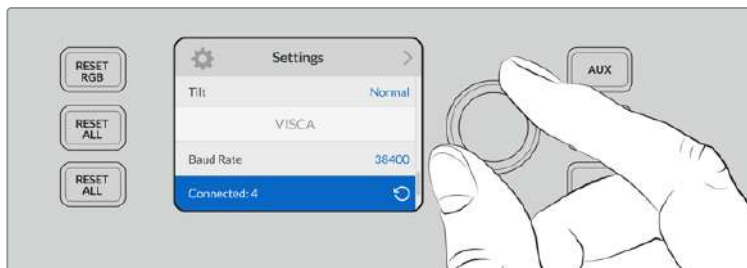 RESET
RGB
RESET
ALL
RESET
ALL
Settings
Tilt Normal
VISCA
Baud Rate 38400
Connected: 4
AUX